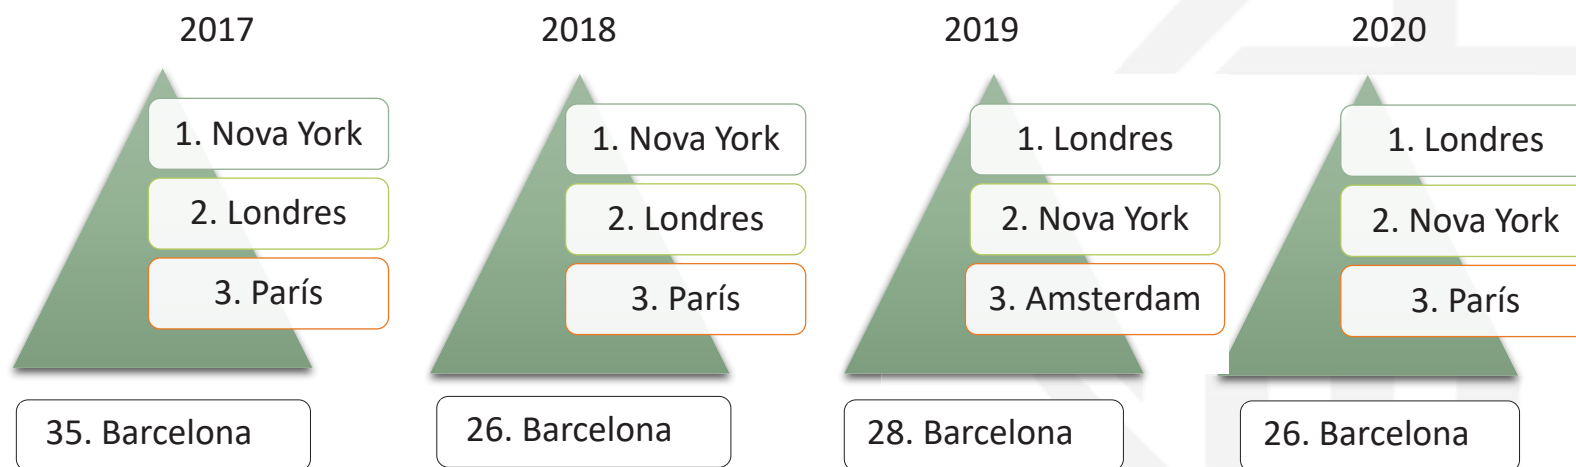 2017
1. Nova York
2. Londres
3. París
35. Barcelona
2018
1. Nova York
2. Londres
3. París
26. Barcelona
2019
1. Londres
2. Nova York
3. Amsterdam
28. Barcelona
2020
1. Londres
2. Nova York
3. París
26. Barcelona